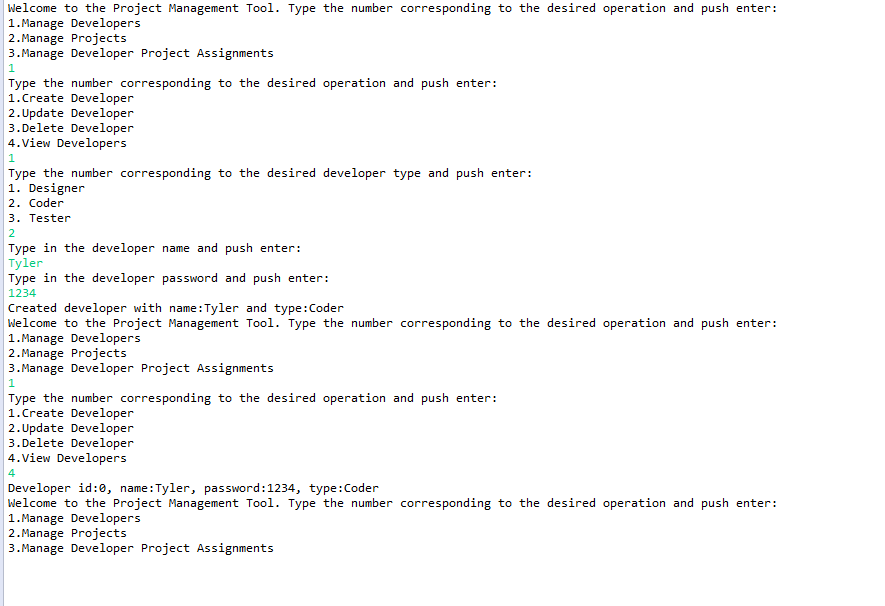 Welcome to the Project Management Tool. Type the number corresponding to the desired operation and push enter:
1.Manage Developers
2.Manage Projects
3.Manage Developer Project Assignments
1
Type the number corresponding to the desired operation and push enter:
1.Create Developer
2.Update Developer
3.Delete Developer
4.View Developers
1
Type the number corresponding to the desired developer type and push enter:
1. Designer
2. Coder
3. Tester
2
Type in the developer name and push enter:
Tyler
Type in the developer password and push enter:
1234
Created developer with name:Tyler and type:Coder
Welcome to the Project Management Tool. Type the number corresponding to the desired operation and push enter:
1.Manage Developers
2.Manage Projects
3.Manage Developer Project Assignments
1
Type the number corresponding to the desired operation and push enter:
1.Create Developer
2.Update Developer
3.Delete Developer
4.View Developers
4
Developer id:0, name:Tyler, password:1234, type:Coder
Welcome to the Project Management Tool. Type the number corresponding to the desired operation and push enter:
1.Manage Developers
2.Manage Projects
3.Manage Developer Project Assignments